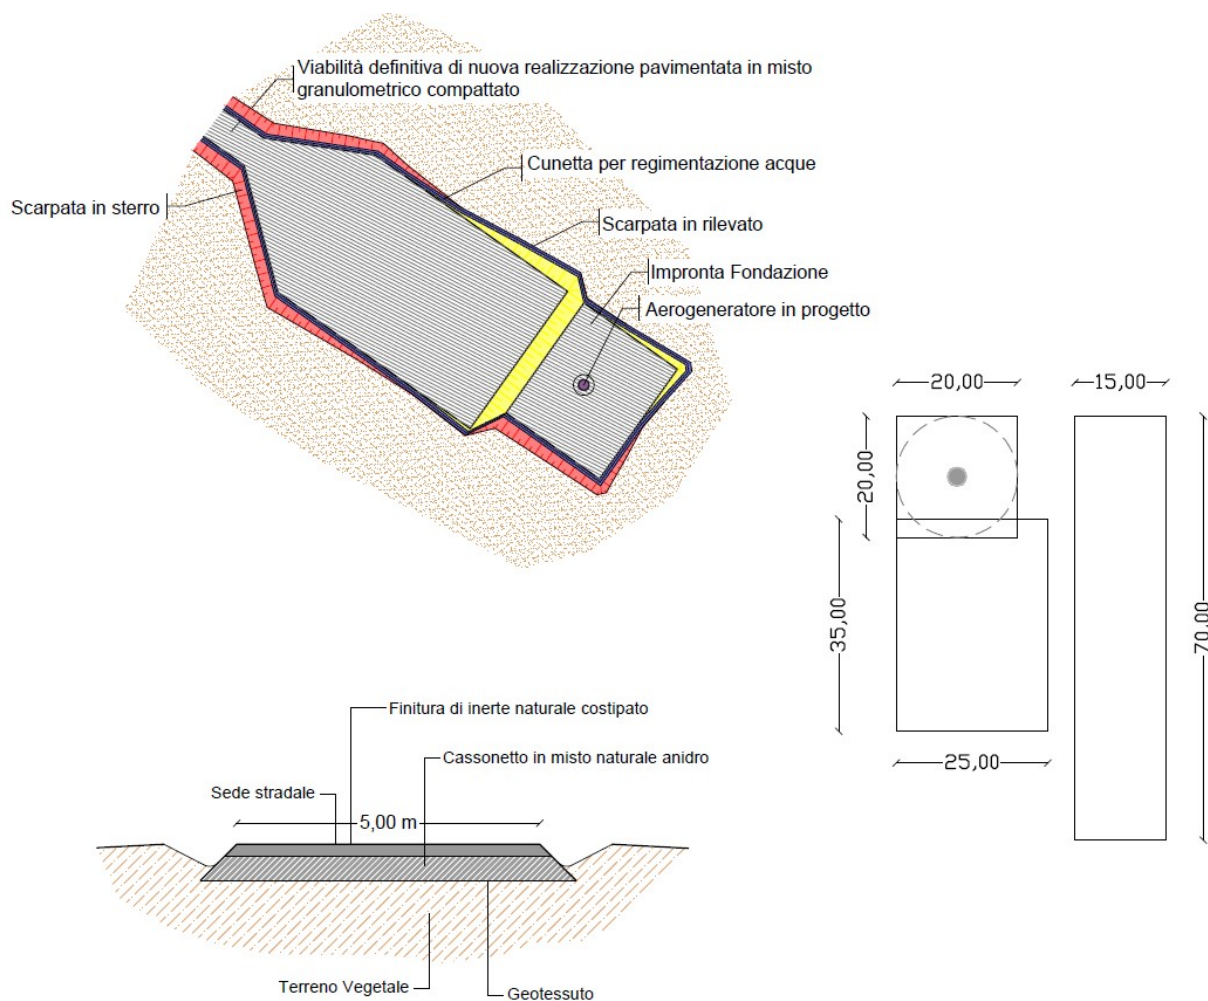 Viabilità definitiva di nuova realizzazione pavimentata in misto
granulometrico compattato
Cunetta per regimentazione acque
Scarpata in sterro
Scarpata in rilevato
Impronta Fondazione
Aerogeneratore in progetto
20,00
15,00
20,00
35,00
70,00
25,00
Finitura di inerte naturale costipato
Cassonetto in misto naturale anidro
Sede stradale
5,00 m
Terreno Vegetale
Geotessuto